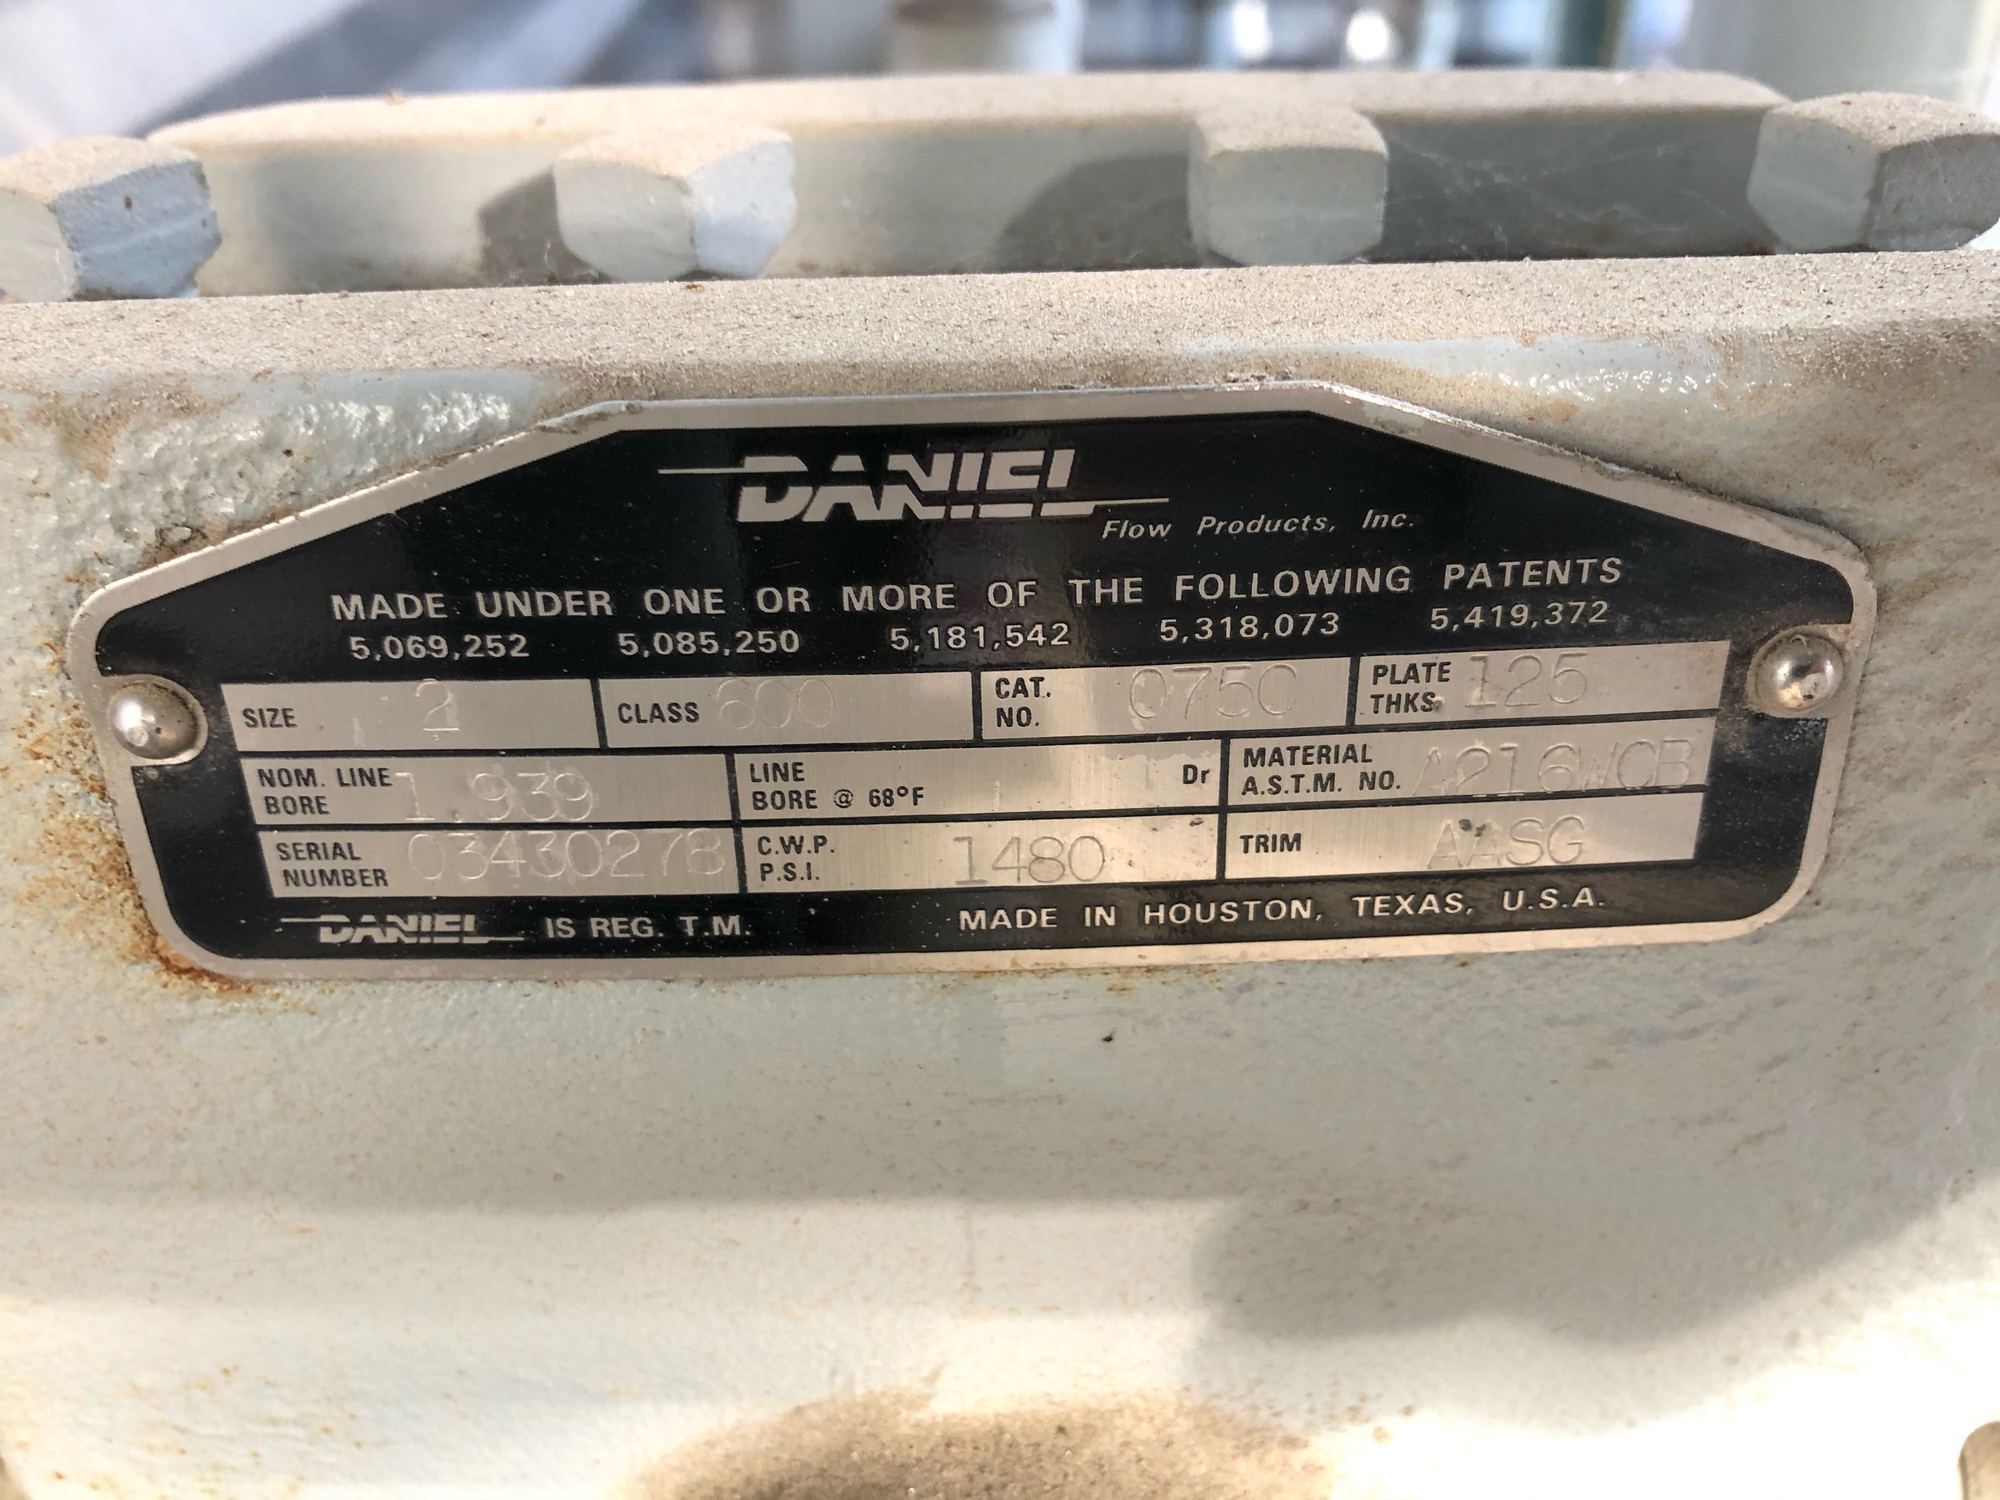 DANIEL
Flow Products, Inc.
MADE UNDER ONE OR MORE OF THE FOLLOWING PATENTS
5,069,252 5,085,250 5,181,542 5,318,073 5,419,372
SIZE 2 CLASS 600 CAT. NO. 0750 PLATE THKS. 125
NOM. LINE BORE 1.939 LINE BORE @ 68°F Dr MATERIAL A.S.T.M. NO. A216WCB
SERIAL NUMBER 03430278 C.W.P. P.S.I. 1480 TRIM AASG
DANIEL IS REG. T.M. MADE IN HOUSTON, TEXAS, U.S.A.